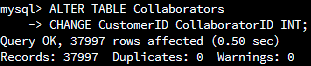 mysql> ALTER TABLE Collaborators
    -> CHANGE CustomerID CollaboratorID INT;
Query OK, 37997 rows affected (0.50 sec)
Records: 37997  Duplicates: 0  Warnings: 0